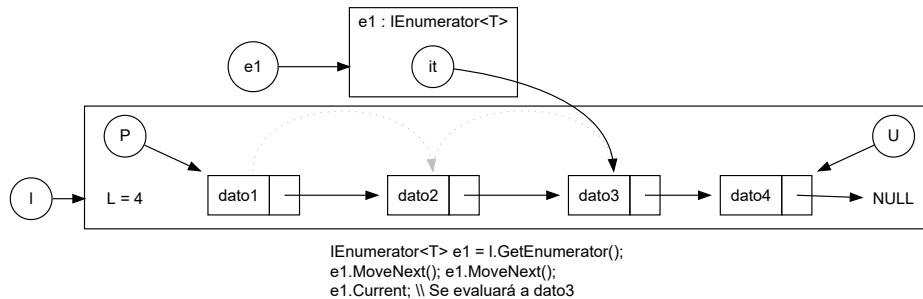 e1 : IEnumerator<T>
e1
it
P
U
l
L = 4
dato1
dato2
dato3
dato4
NULL
IEnumerator<T> e1 = l.GetEnumerator();
e1.MoveNext(); e1.MoveNext();
e1.Current; \\ Se evaluará a dato3